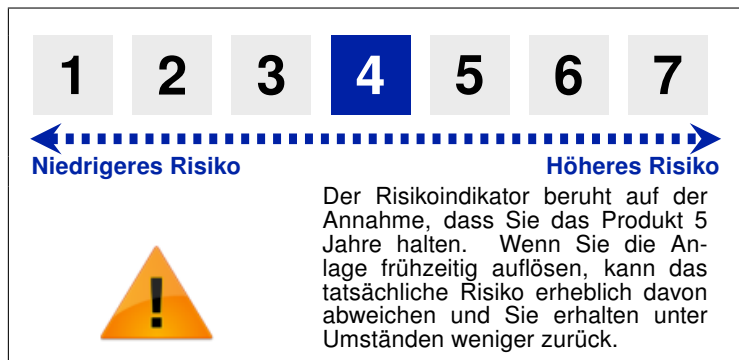 1 2 3 4 5 6 7
Niedrigeres Risiko Höheres Risiko
Der Risikoindikator beruht auf der
Annahme, dass Sie das Produkt 5
Jahre halten. Wenn Sie die An-
lage frühzeitig auflösen, kann das
tatsächliche Risiko erheblich davon
abweichen und Sie erhalten unter
Umständen weniger zurück.
!